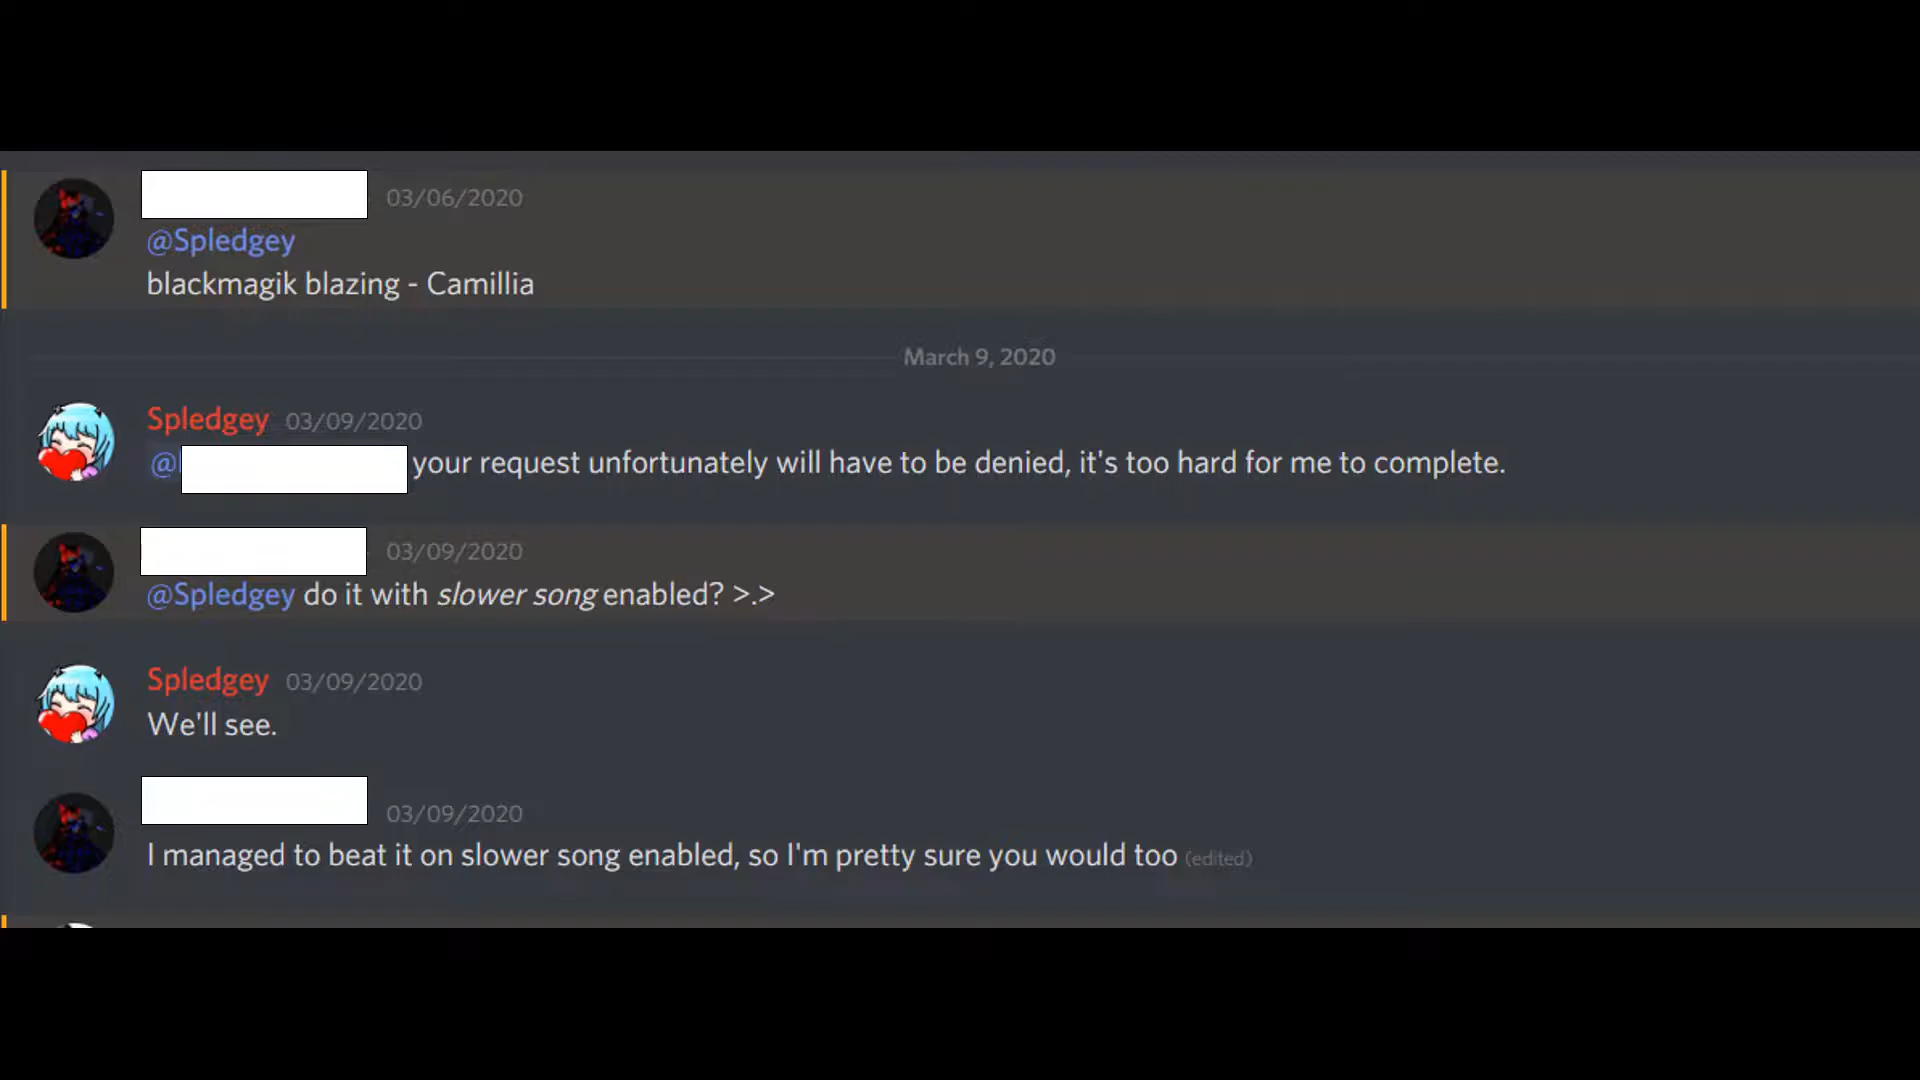 03/06/2020
@Spledgey
blackmagik blazing - Camillia
March 9, 2020
Spledgey 03/09/2020
@ your request unfortunately will have to be denied, it's too hard for me to complete.
03/09/2020
@Spledgey do it with slower song enabled? >.>
Spledgey 03/09/2020
We'll see.
03/09/2020
I managed to beat it on slower song enabled, so I'm pretty sure you would too (edited)